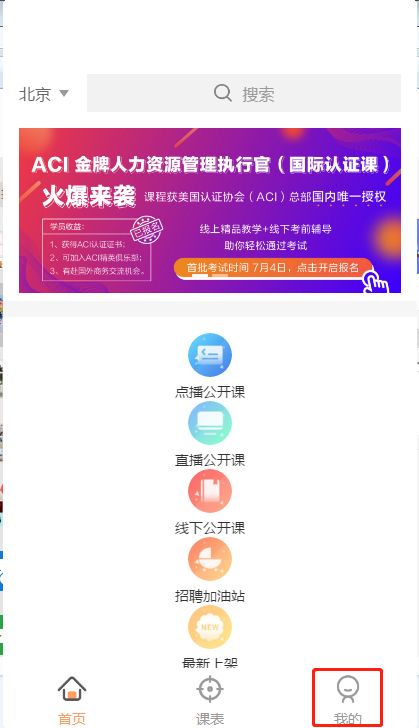 北京
搜索
ACI 金牌人力资源管理执行官（国际认证课）
火爆来袭 课程获美国认证协会（ACI）总部国内唯一授权
学员收益：
已报名
1、获得ACI认证证书；
2、可加入ACI精英俱乐部；
3、有赴国外商务交流机会。
线上精品教学+线下考前辅导
助你轻松通过考试
首批考试时间 7月4日，点击开启报名
点播公开课
直播公开课
线下公开课
招聘加油站
NEW
最新上架
首页
课表
我的